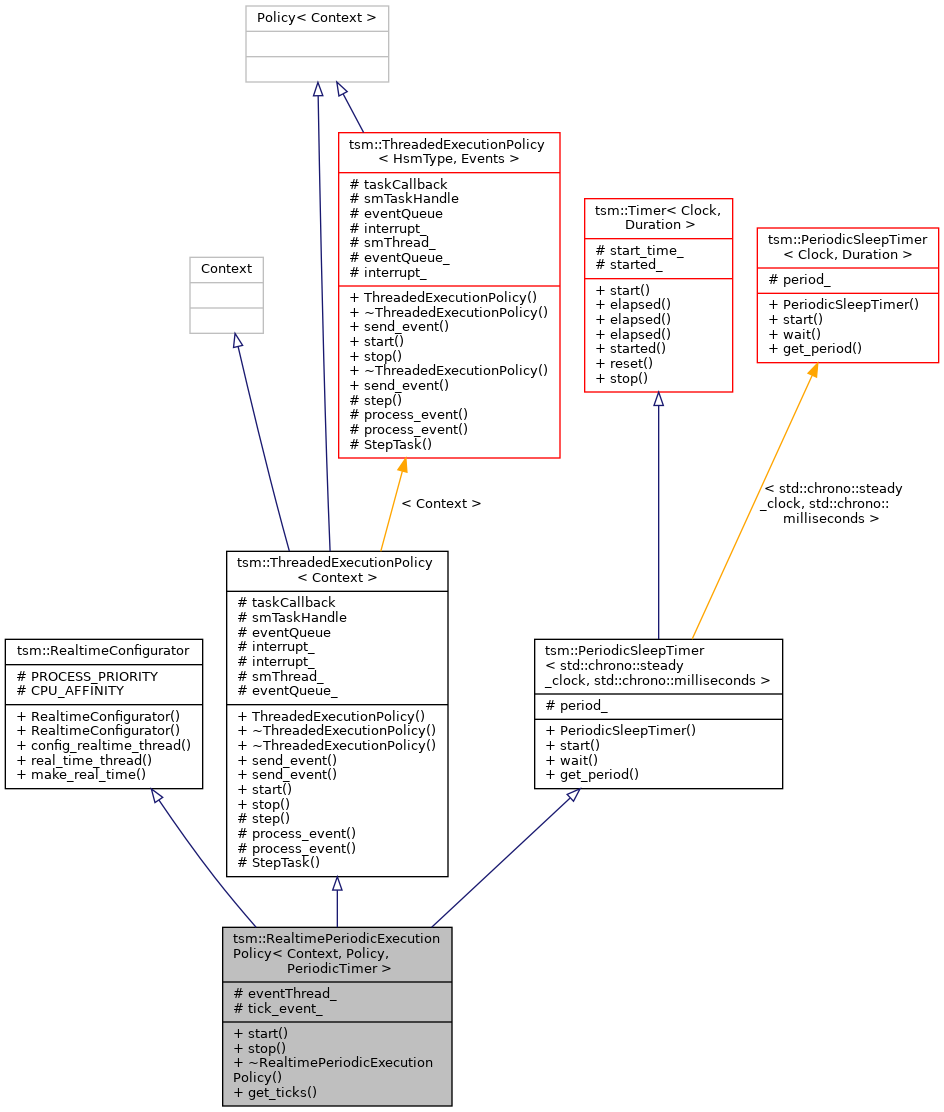 Policy< Context >
tsm::ThreadedExecutionPolicy
< HsmType, Events >
# taskCallback
# smTaskHandle
# eventQueue
# interrupt_
# smThread_
# eventQueue_
# interrupt_
+ ThreadedExecutionPolicy()
+ ~ThreadedExecutionPolicy()
+ send_event()
+ start()
+ stop()
+ ~ThreadedExecutionPolicy()
+ send_event()
# step()
# process_event()
# process_event()
# StepTask()
tsm::Timer< Clock,
Duration >
# start_time_
# started_
+ start()
+ elapsed()
+ elapsed()
+ elapsed()
+ started()
+ reset()
+ stop()
tsm::PeriodicSleepTimer
< Clock, Duration >
# period_
+ PeriodicSleepTimer()
+ start()
+ wait()
+ get_period()
Context
< Context >
< std::chrono::steady
_clock, std::chrono::
milliseconds >
tsm::RealtimeConfigurator
# PROCESS_PRIORITY
# CPU_AFFINITY
+ RealtimeConfigurator()
+ RealtimeConfigurator()
+ config_realtime_thread()
+ real_time_thread()
+ make_real_time()
tsm::ThreadedExecutionPolicy
< Context >
# taskCallback
# smTaskHandle
# eventQueue
# interrupt_
# interrupt_
# smThread_
# eventQueue_
+ ThreadedExecutionPolicy()
+ ~ThreadedExecutionPolicy()
+ ~ThreadedExecutionPolicy()
+ send_event()
+ send_event()
+ start()
+ stop()
# step()
# process_event()
# process_event()
# StepTask()
tsm::PeriodicSleepTimer
< std::chrono::steady
_clock, std::chrono::milliseconds >
# period_
+ PeriodicSleepTimer()
+ start()
+ wait()
+ get_period()
tsm::RealtimePeriodicExecution
Policy< Context, Policy,
PeriodicTimer >
# eventThread_
# tick_event_
+ start()
+ stop()
+ ~RealtimePeriodicExecution
Policy()
+ get_ticks()